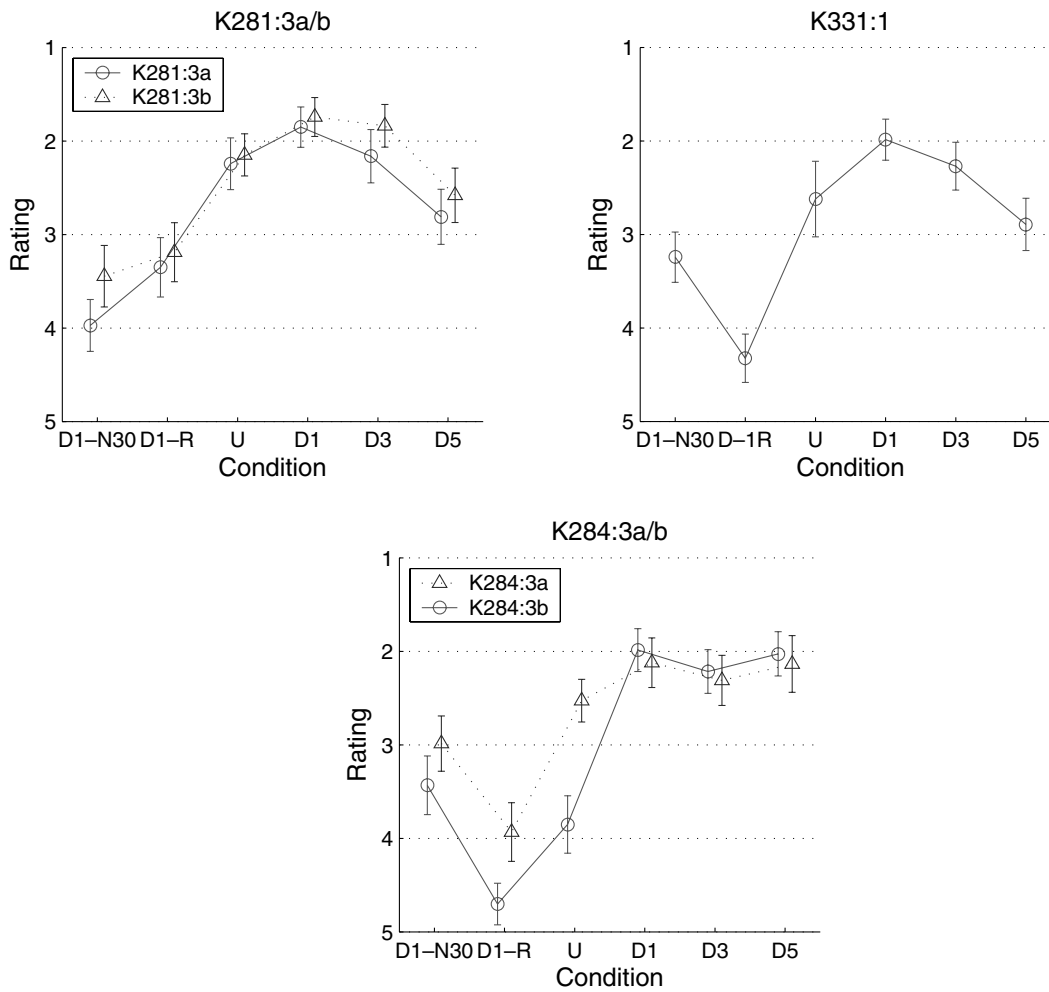 K281:3a/b
1
2
3
4
5
Rating
K281:3a
K281:3b
D1–N30 D1–R U D1 D3 D5
Condition
K331:1
1
2
3
4
5
Rating
D1–N30 D–1R U D1 D3 D5
Condition
K284:3a/b
1
2
3
4
5
Rating
K284:3a
K284:3b
D1–N30 D1–R U D1 D3 D5
Condition